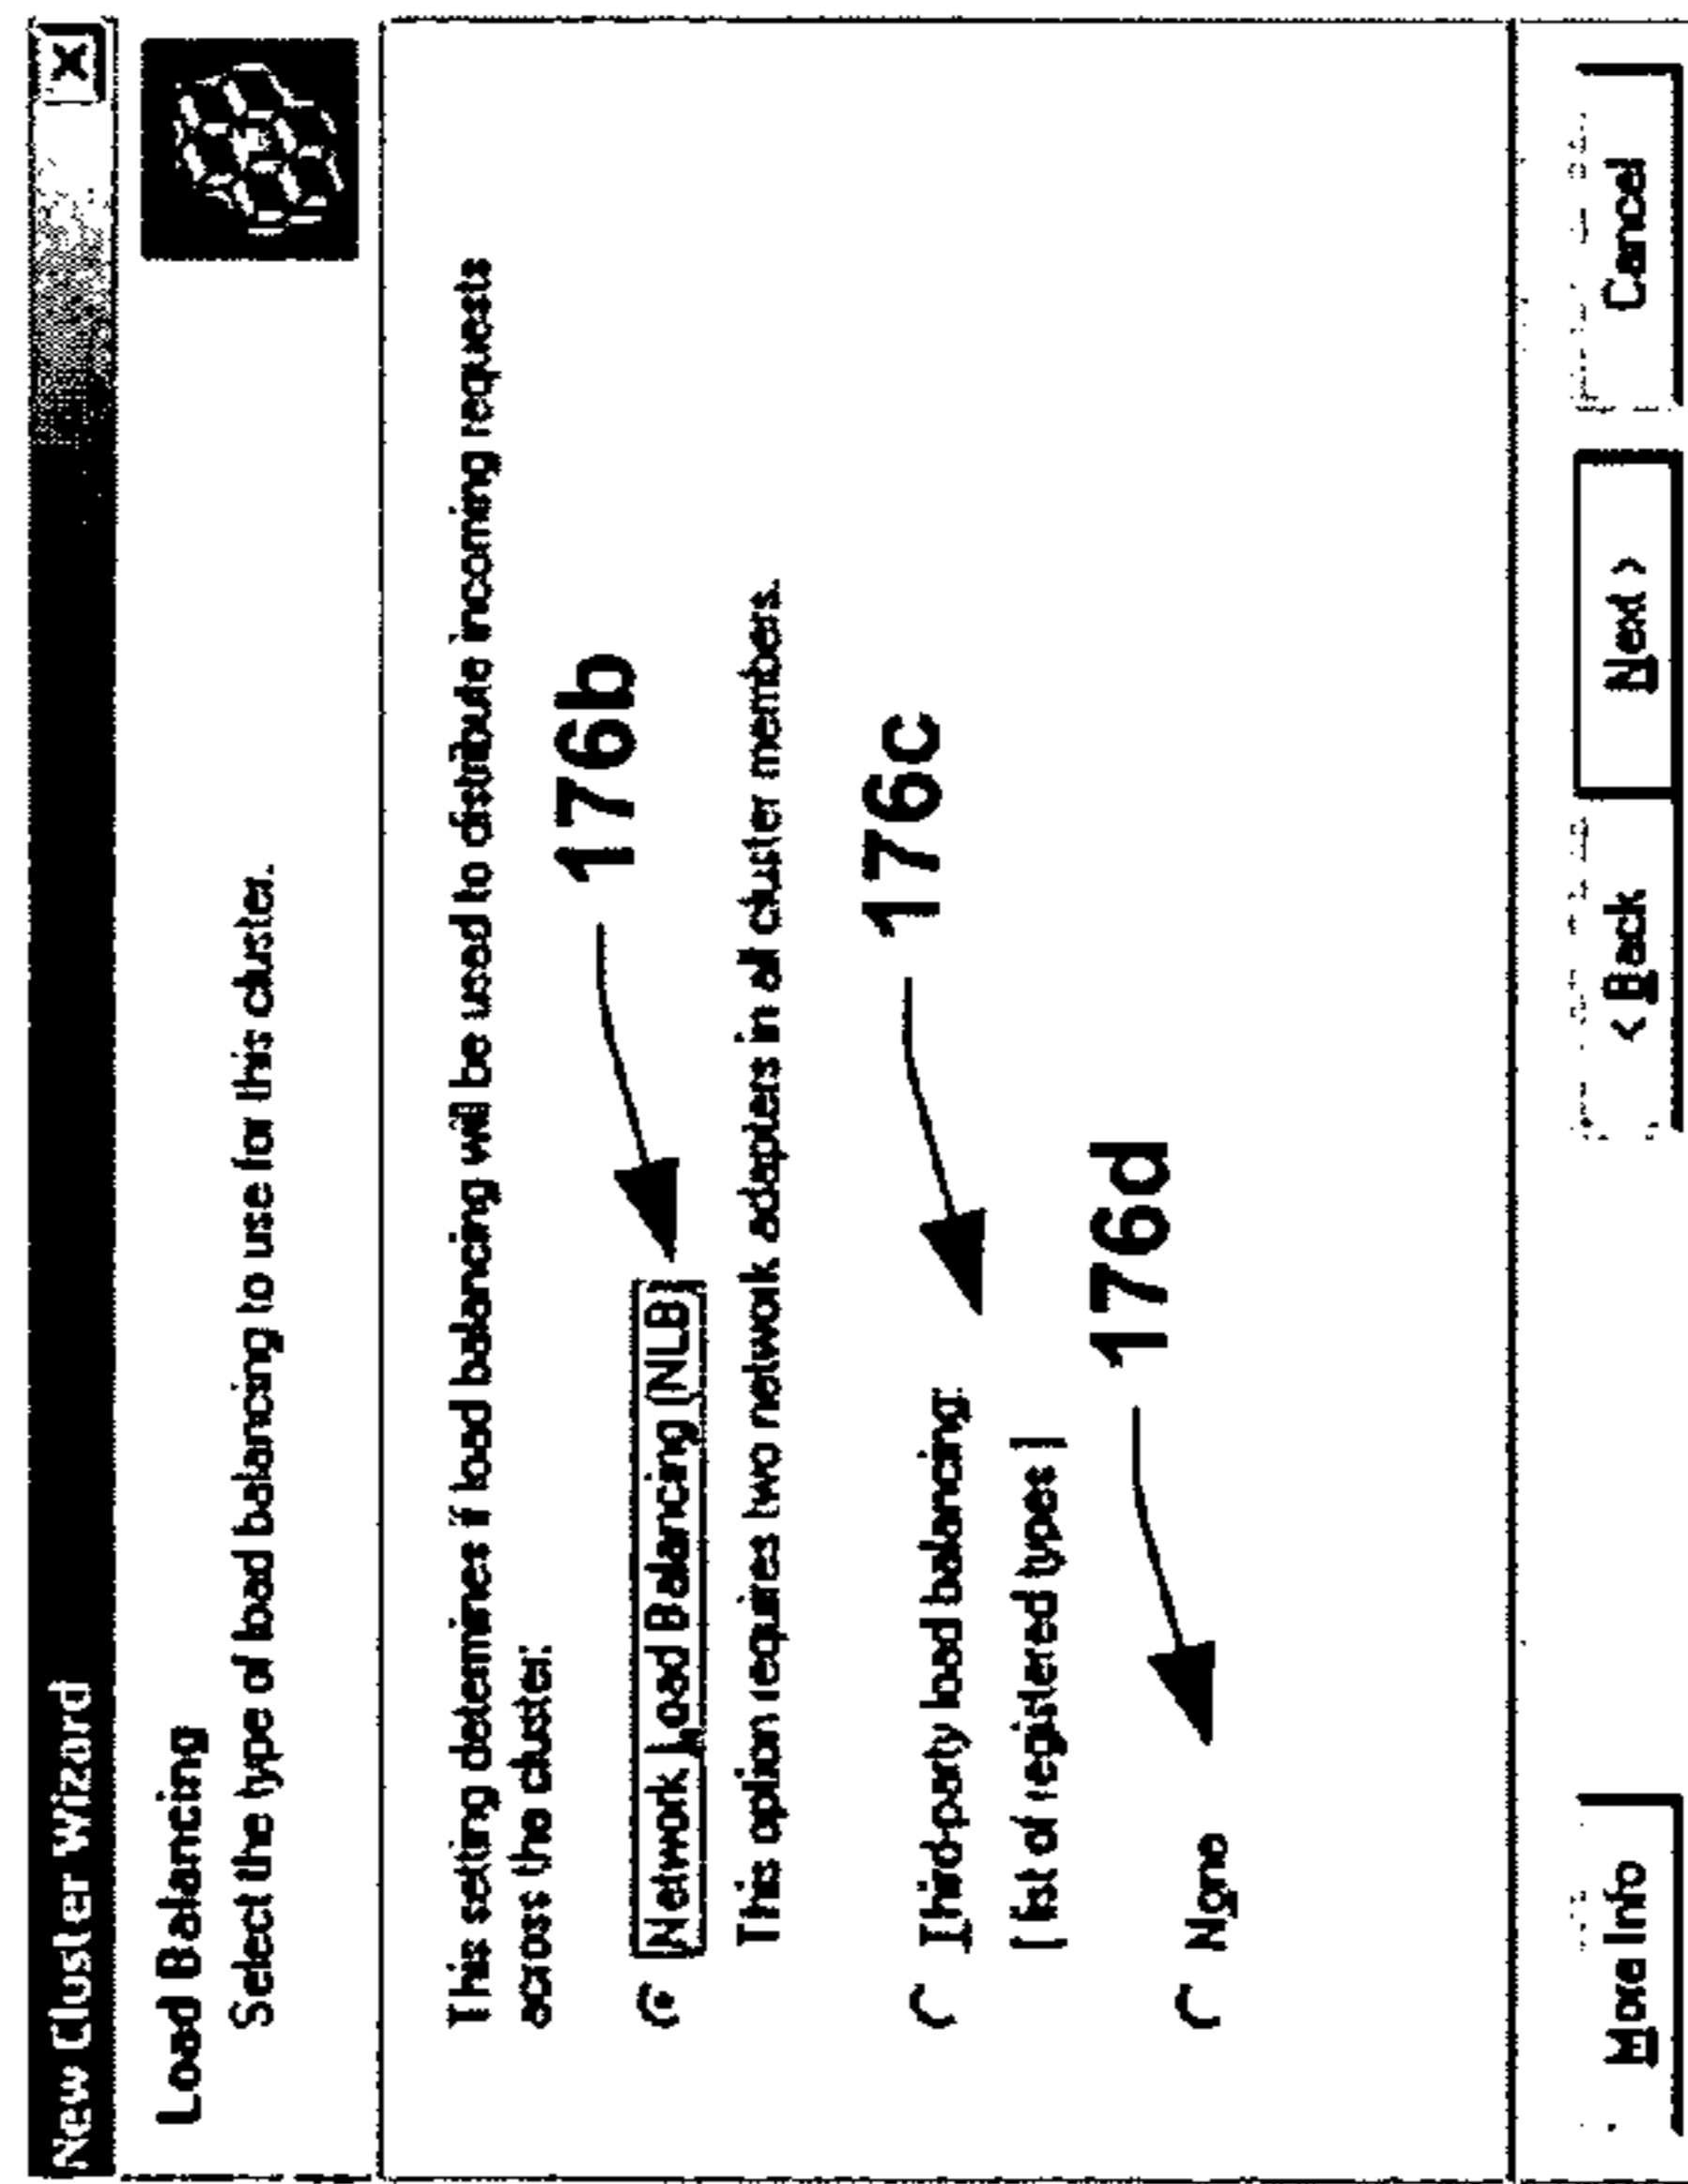 New Cluster Wizard
Load Balancing
Select the type of load balancing to use for this cluster.
This setting determines if load balancing will be used to distribute incoming requests
across the cluster:
Network Load Balancing (NLB)
176b
This option requires two network adapters in all cluster members.
176c
Third-party load balancing:
[ list of registered types ]
176d
None
More Info
< Back
Next >
Cancel